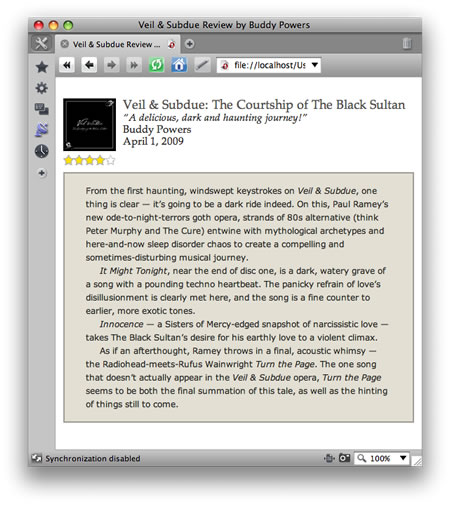 Veil & Subdue Review by Buddy Powers
Veil & Subdue Review ...
file://localhost/Us
Veil & Subdue: The Courtship of The Black Sultan
“A delicious, dark and haunting journey!”
Buddy Powers
April 1, 2009
From the first haunting, windswept keystrokes on Veil & Subdue, one
thing is clear — it’s going to be a dark ride indeed. On this, Paul Ramey’s
new ode-to-night-terrors goth opera, strands of 80s alternative (think
Peter Murphy and The Cure) entwine with mythological archetypes and
here-and-now sleep disorder chaos to create a compelling and
sometimes-disturbing musical journey.
It Might Tonight, near the end of disc one, is a dark, watery grave of
a song with a pounding techno heartbeat. The panicky refrain of love’s
disillusionment is clearly met here, and the song is a fine counter to
earlier, more exotic tones.
Innocence — a Sisters of Mercy-edged snapshot of narcissistic love —
takes The Black Sultan’s desire for his earthly love to a violent climax.
As if an afterthought, Ramey throws in a final, acoustic whimsy —
the Radiohead-meets-Rufus Wainwright Turn the Page. The one song
that doesn’t actually appear in the Veil & Subdue opera, Turn the Page
seems to be both the final summation of this tale, as well as the hinting
of things still to come.
Synchronization disabled
100%